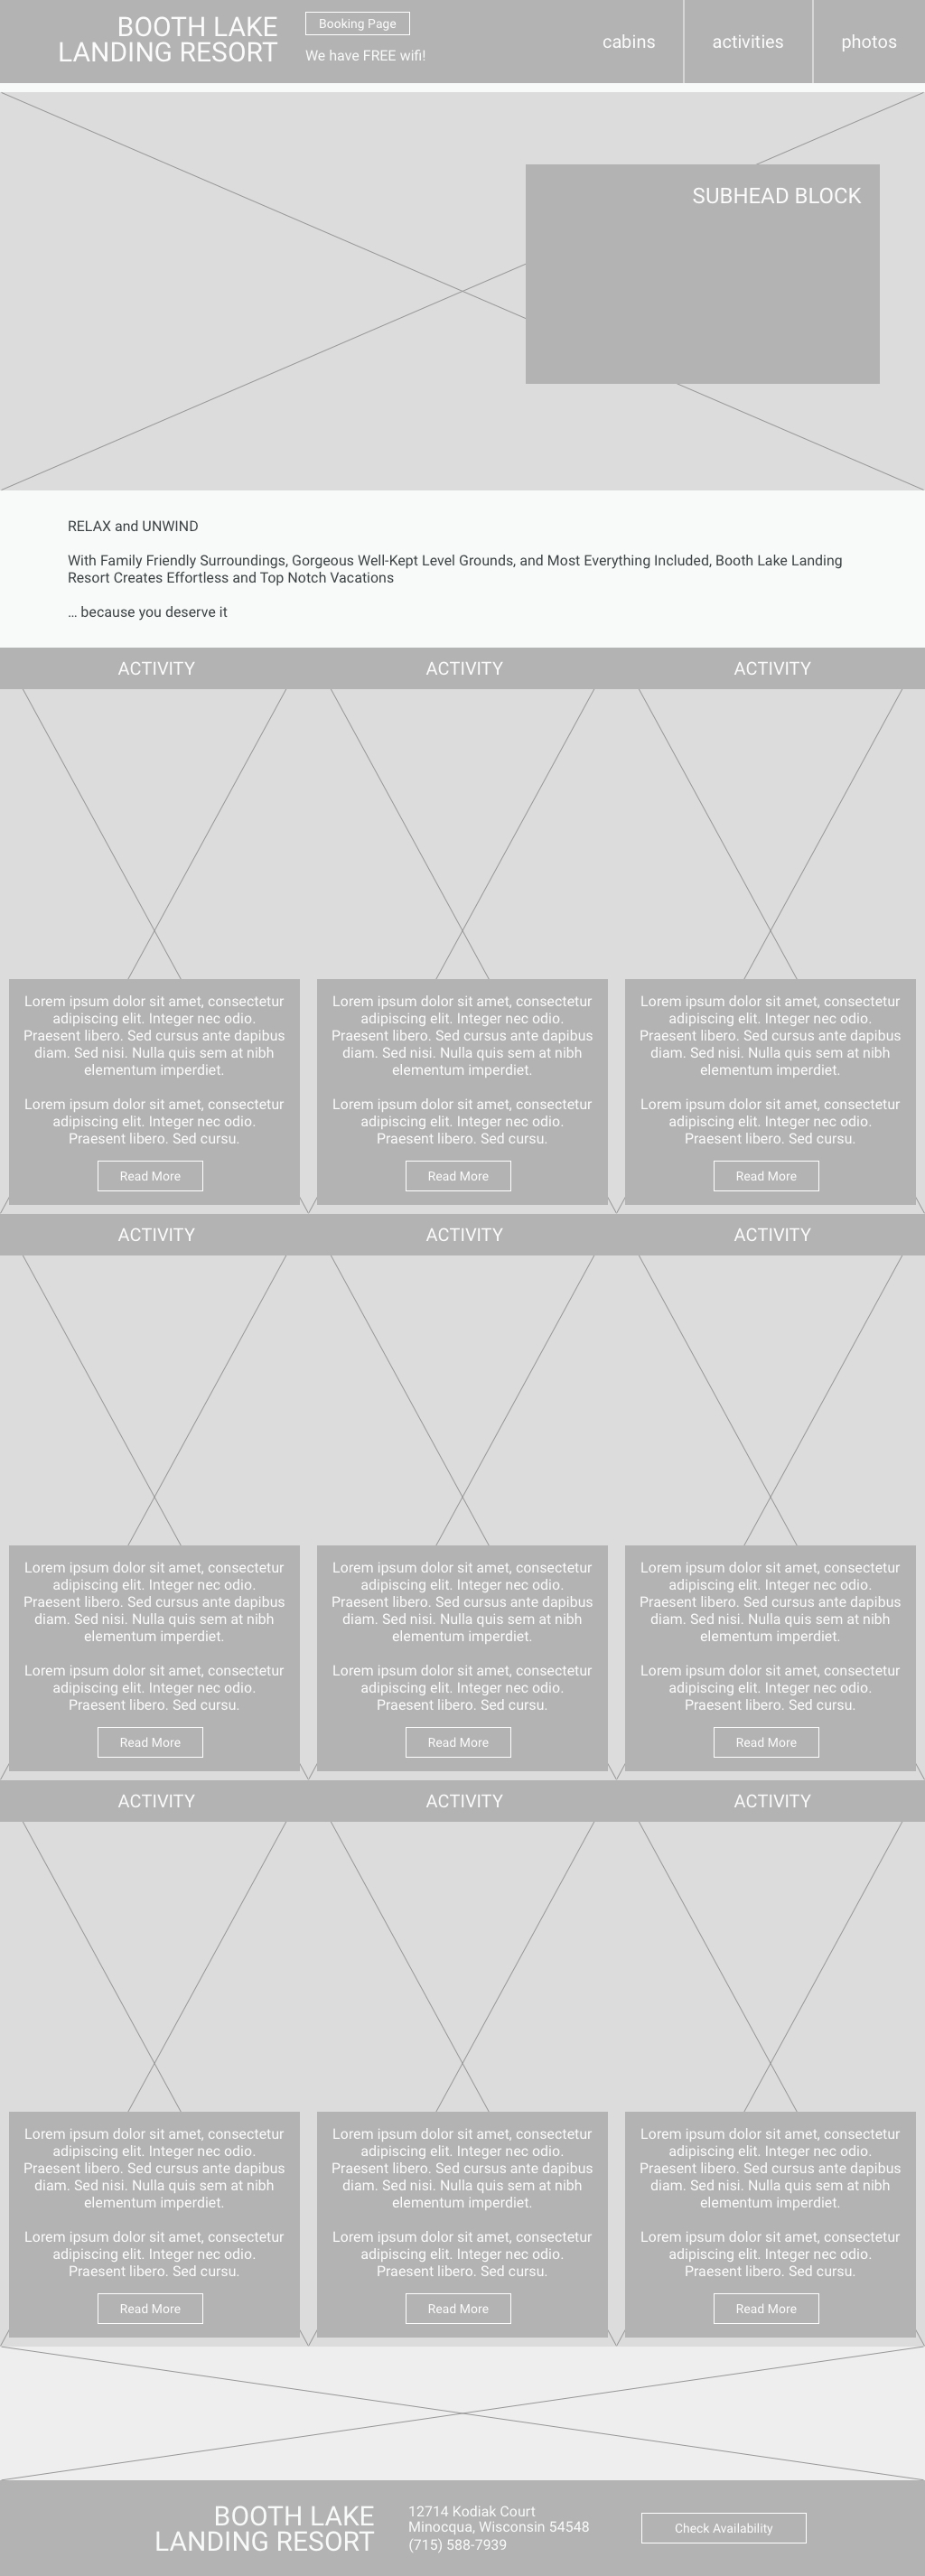 BOOTH LAKE
LANDING RESORT
Booking Page
We have FREE wifi!
cabins
activities
photos
SUBHEAD BLOCK
RELAX and UNWIND
With Family Friendly Surroundings, Gorgeous Well-Kept Level Grounds, and Most Everything Included, Booth Lake Landing
Resort Creates Effortless and Top Notch Vacations
... because you deserve it
ACTIVITY
Lorem ipsum dolor sit amet, consectetur
adipiscing elit. Integer nec odio.
Praesent libero. Sed cursus ante dapibus
diam. Sed nisi. Nulla quis sem at nibh
elementum imperdiet.
Lorem ipsum dolor sit amet, consectetur
adipiscing elit. Integer nec odio.
Praesent libero. Sed cursu.
Read More
ACTIVITY
Lorem ipsum dolor sit amet, consectetur
adipiscing elit. Integer nec odio.
Praesent libero. Sed cursus ante dapibus
diam. Sed nisi. Nulla quis sem at nibh
elementum imperdiet.
Lorem ipsum dolor sit amet, consectetur
adipiscing elit. Integer nec odio.
Praesent libero. Sed cursu.
Read More
ACTIVITY
Lorem ipsum dolor sit amet, consectetur
adipiscing elit. Integer nec odio.
Praesent libero. Sed cursus ante dapibus
diam. Sed nisi. Nulla quis sem at nibh
elementum imperdiet.
Lorem ipsum dolor sit amet, consectetur
adipiscing elit. Integer nec odio.
Praesent libero. Sed cursu.
Read More
ACTIVITY
Lorem ipsum dolor sit amet, consectetur
adipiscing elit. Integer nec odio.
Praesent libero. Sed cursus ante dapibus
diam. Sed nisi. Nulla quis sem at nibh
elementum imperdiet.
Lorem ipsum dolor sit amet, consectetur
adipiscing elit. Integer nec odio.
Praesent libero. Sed cursu.
Read More
ACTIVITY
Lorem ipsum dolor sit amet, consectetur
adipiscing elit. Integer nec odio.
Praesent libero. Sed cursus ante dapibus
diam. Sed nisi. Nulla quis sem at nibh
elementum imperdiet.
Lorem ipsum dolor sit amet, consectetur
adipiscing elit. Integer nec odio.
Praesent libero. Sed cursu.
Read More
ACTIVITY
Lorem ipsum dolor sit amet, consectetur
adipiscing elit. Integer nec odio.
Praesent libero. Sed cursus ante dapibus
diam. Sed nisi. Nulla quis sem at nibh
elementum imperdiet.
Lorem ipsum dolor sit amet, consectetur
adipiscing elit. Integer nec odio.
Praesent libero. Sed cursu.
Read More
ACTIVITY
Lorem ipsum dolor sit amet, consectetur
adipiscing elit. Integer nec odio.
Praesent libero. Sed cursus ante dapibus
diam. Sed nisi. Nulla quis sem at nibh
elementum imperdiet.
Lorem ipsum dolor sit amet, consectetur
adipiscing elit. Integer nec odio.
Praesent libero. Sed cursu.
Read More
ACTIVITY
Lorem ipsum dolor sit amet, consectetur
adipiscing elit. Integer nec odio.
Praesent libero. Sed cursus ante dapibus
diam. Sed nisi. Nulla quis sem at nibh
elementum imperdiet.
Lorem ipsum dolor sit amet, consectetur
adipiscing elit. Integer nec odio.
Praesent libero. Sed cursu.
Read More
ACTIVITY
Lorem ipsum dolor sit amet, consectetur
adipiscing elit. Integer nec odio.
Praesent libero. Sed cursus ante dapibus
diam. Sed nisi. Nulla quis sem at nibh
elementum imperdiet.
Lorem ipsum dolor sit amet, consectetur
adipiscing elit. Integer nec odio.
Praesent libero. Sed cursu.
Read More
BOOTH LAKE
LANDING RESORT
12714 Kodiak Court
Minocqua, Wisconsin 54548
(715) 588-7939
Check Availability